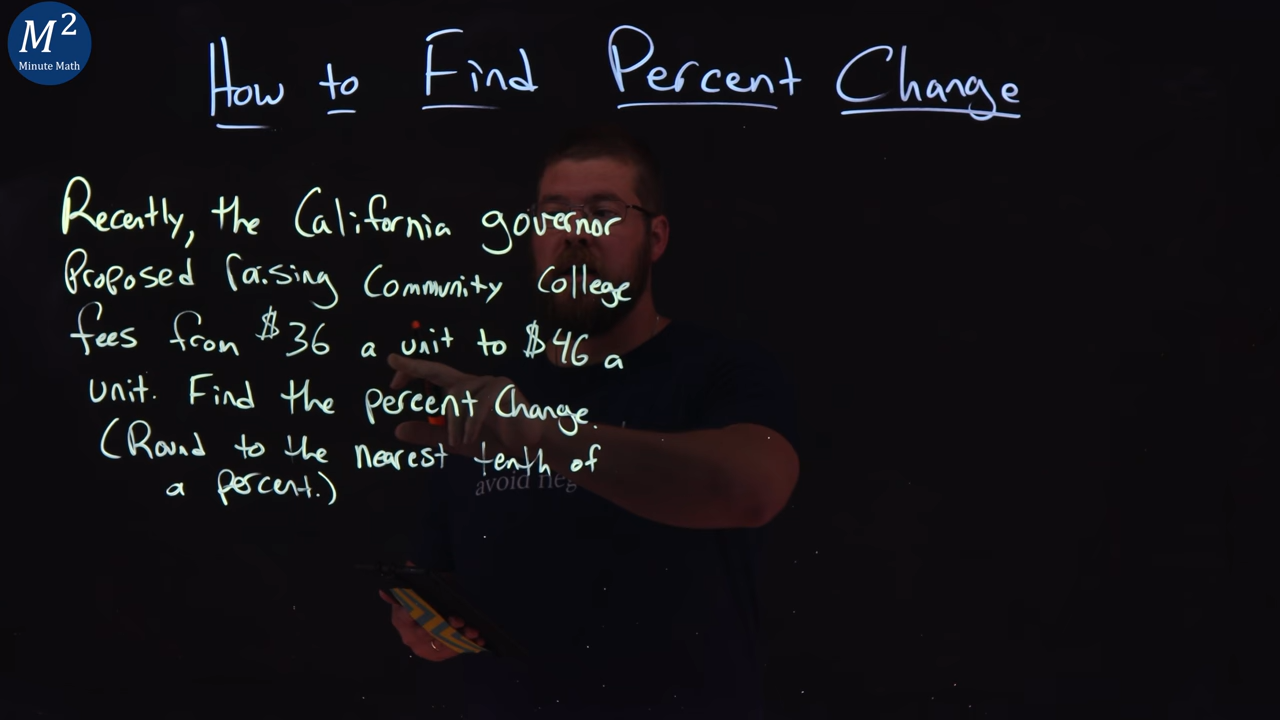 M²
Minute Math
How to Find Percent Change
Recently, the California governor
Proposed raising Community College
fees from $36 a unit to $46 a
unit. Find the percent Change.
(Round to the nearest tenth of
a percent.)
avoid neg